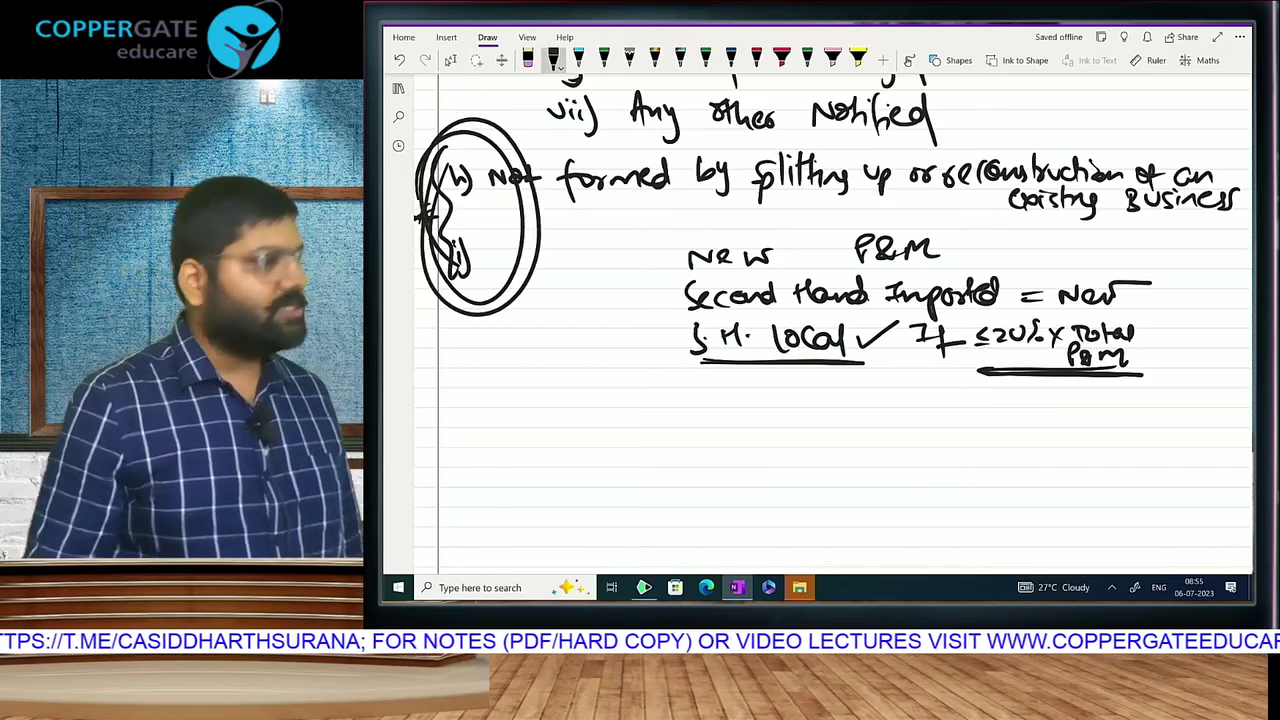 COPPERGATE
educare
Home Insert Draw View Help
Saved offline
Share
Shapes Ink to Shape Ink to Text Ruler Maths
vii) Any other Notified
h) Not formed by splitting up or reconstruction of an
existing Business
New P&M
Second Hand Imported = New
S.H. Local ✓ If ≤20% x Total
P&M
i)
Type here to search
27°C Cloudy
ENG
08:55
06-07-2023
HTTPS://T.ME/CASIDDHARTHSURANA; FOR NOTES (PDF/HARD COPY) OR VIDEO LECTURES VISIT WWW.COPPERGATEEDUCAR